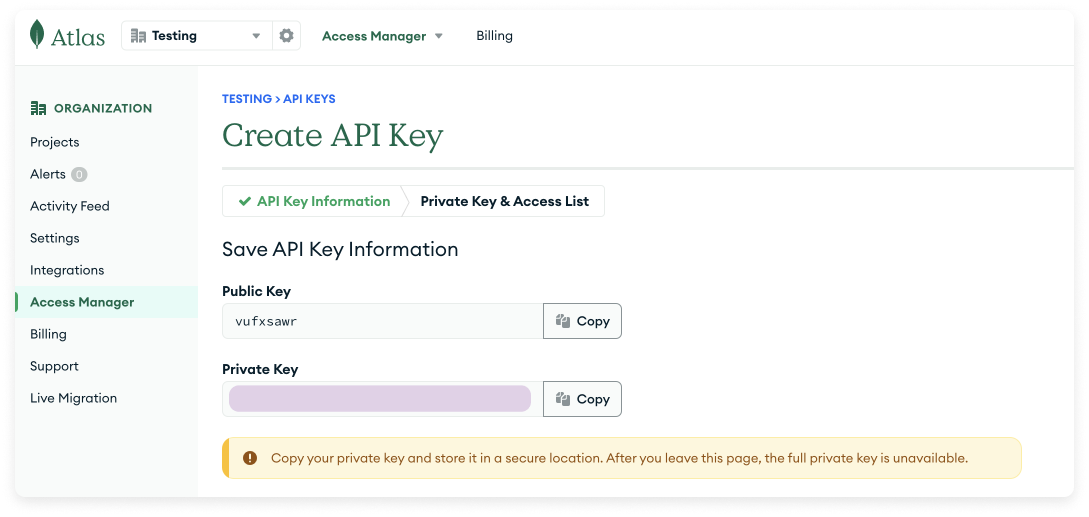 Atlas Testing Access Manager Billing
ORGANIZATION
Projects
Alerts 0
Activity Feed
Settings
Integrations
Access Manager
Billing
Support
Live Migration
TESTING > API KEYS
Create API Key
API Key Information Private Key & Access List
Save API Key Information
Public Key
vufxsawr Copy
Private Key
Copy
Copy your private key and store it in a secure location. After you leave this page, the full private key is unavailable.